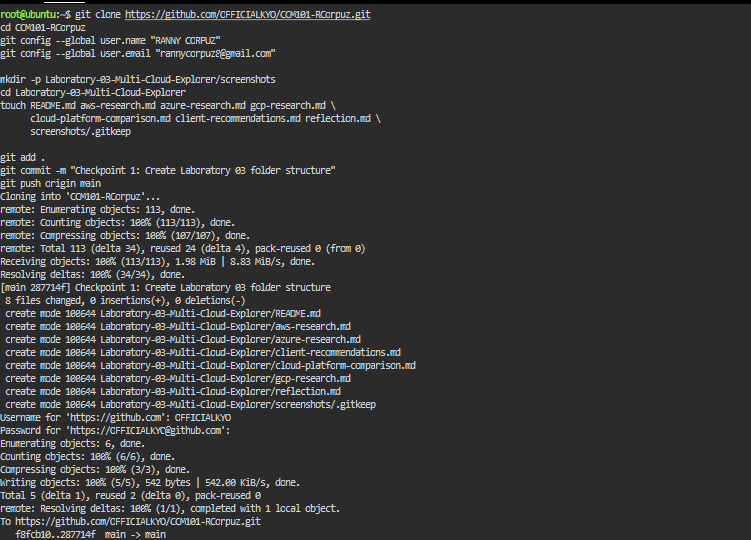 root@ubuntu:~$ git clone https://github.com/OFFICIALKYO/CCM101-RCorpuz.git
cd CCM101-RCorpuz
git config --global user.name "RANNY CORPUZ"
git config --global user.email "rannycorpuz8@gmail.com"
mkdir -p Laboratory-03-Multi-Cloud-Explorer/screenshots
cd Laboratory-03-Multi-Cloud-Explorer
touch README.md aws-research.md azure-research.md gcp-research.md \
cloud-platform-comparison.md client-recommendations.md reflection.md \
screenshots/.gitkeep
git add .
git commit -m "Checkpoint 1: Create Laboratory 03 folder structure"
git push origin main
Cloning into 'CCM101-RCorpuz'...
remote: Enumerating objects: 113, done.
remote: Counting objects: 100% (113/113), done.
remote: Compressing objects: 100% (107/107), done.
remote: Total 113 (delta 34), reused 24 (delta 4), pack-reused 0 (from 0)
Receiving objects: 100% (113/113), 1.98 MiB | 8.83 MiB/s, done.
Resolving deltas: 100% (34/34), done.
[main 287714f] Checkpoint 1: Create Laboratory 03 folder structure
8 files changed, 0 insertions(+), 0 deletions(-)
create mode 100644 Laboratory-03-Multi-Cloud-Explorer/README.md
create mode 100644 Laboratory-03-Multi-Cloud-Explorer/aws-research.md
create mode 100644 Laboratory-03-Multi-Cloud-Explorer/azure-research.md
create mode 100644 Laboratory-03-Multi-Cloud-Explorer/client-recommendations.md
create mode 100644 Laboratory-03-Multi-Cloud-Explorer/cloud-platform-comparison.md
create mode 100644 Laboratory-03-Multi-Cloud-Explorer/gcp-research.md
create mode 100644 Laboratory-03-Multi-Cloud-Explorer/reflection.md
create mode 100644 Laboratory-03-Multi-Cloud-Explorer/screenshots/.gitkeep
Username for 'https://github.com': OFFICIALKYO
Password for 'https://OFFICIALKYO@github.com':
Enumerating objects: 6, done.
Counting objects: 100% (6/6), done.
Compressing objects: 100% (3/3), done.
Writing objects: 100% (5/5), 542 bytes | 542.00 KiB/s, done.
Total 5 (delta 1), reused 2 (delta 0), pack-reused 0
remote: Resolving deltas: 100% (1/1), completed with 1 local object.
To https://github.com/OFFICIALKYO/CCM101-RCorpuz.git
f8fcb10..287714f main -> main